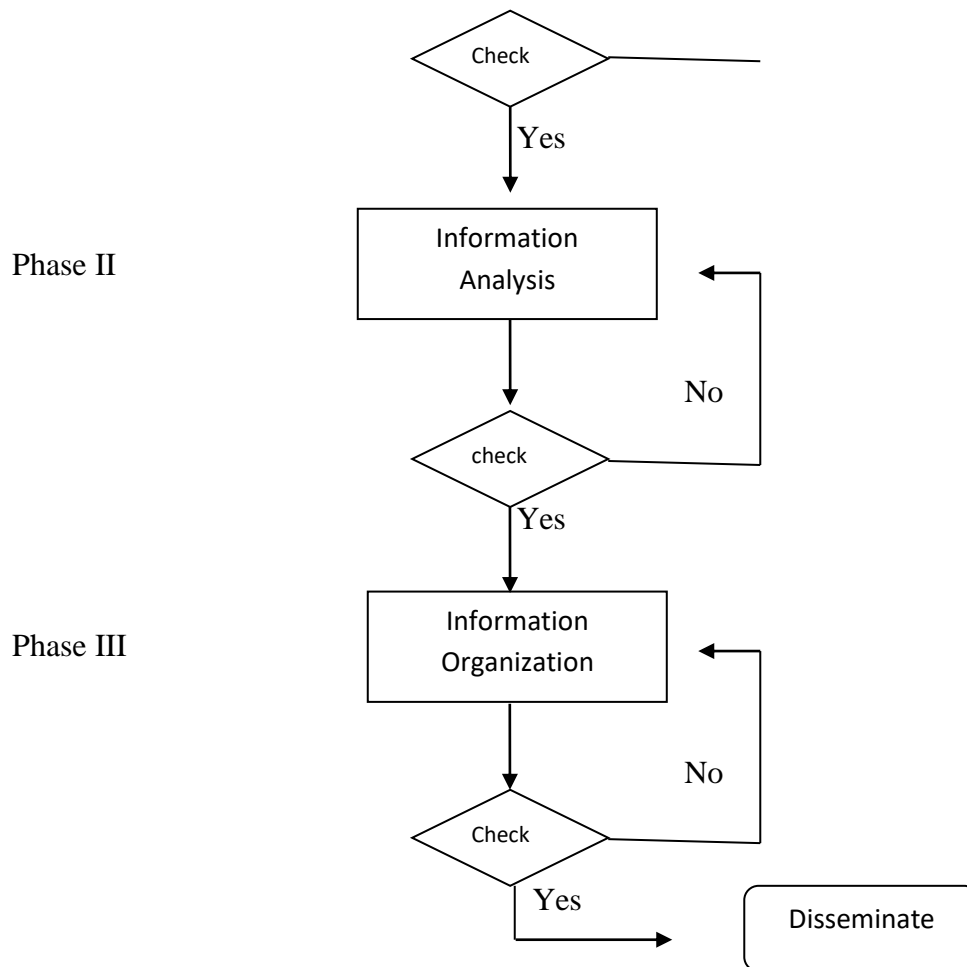 Check
Yes
Information
Analysis
Phase II
No
check
Yes
Information
Organization
Phase III
No
Check
Yes
Disseminate